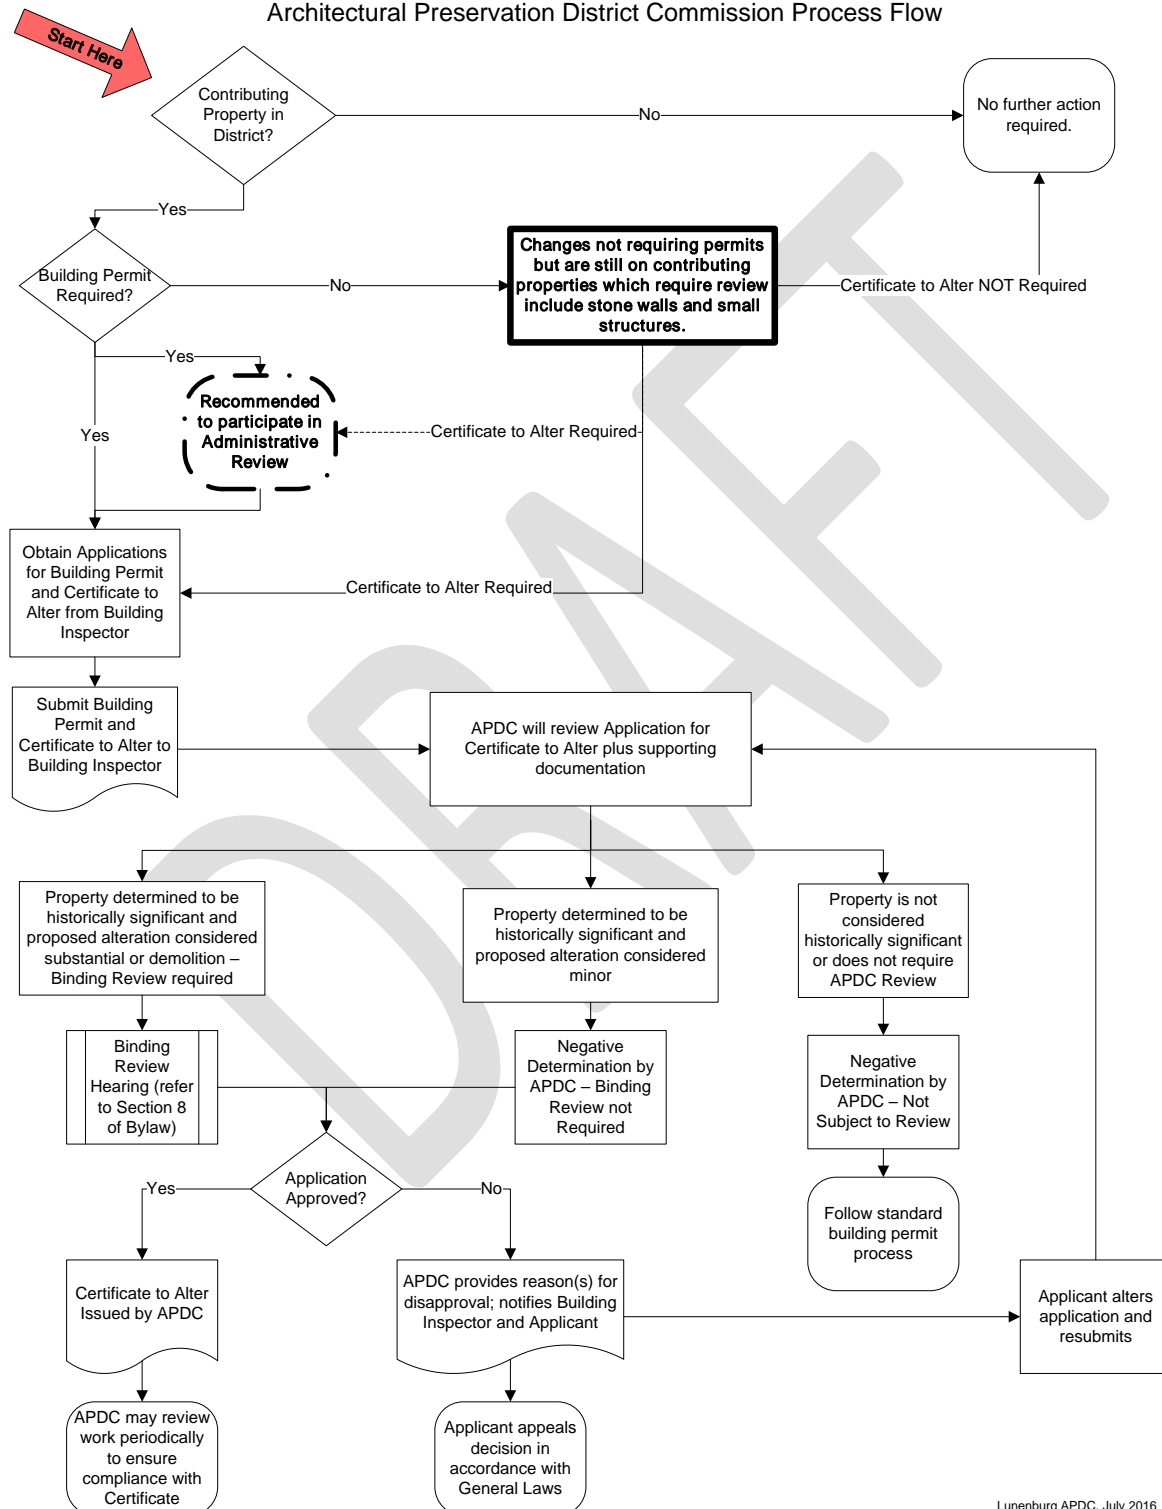 Architectural Preservation District Commission Process Flow
Start Here
Contributing
Property in
District?
No
No further action
required.
Yes
Building Permit
Required?
No
Changes not requiring permits
but are still on contributing
properties which require review
include stone walls and small
structures.
Certificate to Alter NOT Required
Yes
Recommended
to participate in
Administrative
Review
Certificate to Alter Required
Yes
Obtain Applications
for Building Permit
and Certificate to
Alter from Building
Inspector
Certificate to Alter Required
Submit Building
Permit and
Certificate to Alter to
Building Inspector
APDC will review Application for
Certificate to Alter plus supporting
documentation
Property determined to be
historically significant and
proposed alteration considered
substantial or demolition –
Binding Review required
Property determined to be
historically significant and
proposed alteration considered
minor
Property is not
considered
historically significant
or does not require
APDC Review
Binding
Review
Hearing (refer
to Section 8
of Bylaw)
Negative
Determination by
APDC – Binding
Review not
Required
Negative
Determination by
APDC – Not
Subject to Review
Application
Approved?
Yes
No
Follow standard
building permit
process
Certificate to Alter
Issued by APDC
APDC provides reason(s) for
disapproval; notifies Building
Inspector and Applicant
Applicant alters
application and
resubmits
APDC may review
work periodically
to ensure
compliance with
Certificate
Applicant appeals
decision in
accordance with
General Laws
Lunenburg APDC, July 2016
DRAFT